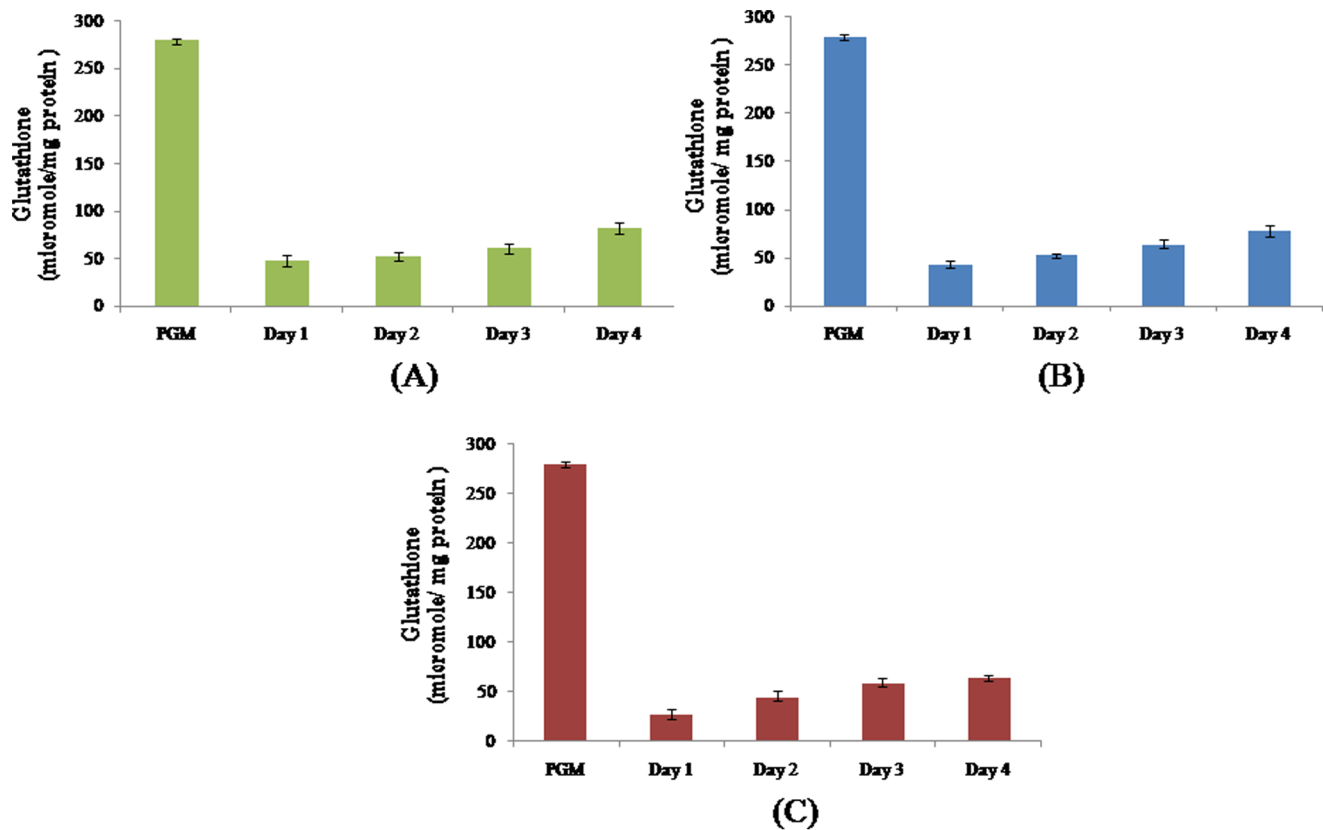 Glutathione
(micromole/mg protein )
300
250
200
150
100
50
0
PGM Day 1 Day 2 Day 3 Day 4
(A)
Glutathione
(micromole/ mg protein )
300
250
200
150
100
50
0
PGM Day 1 Day 2 Day 3 Day 4
(B)
Glutathione
(micromole/ mg protein )
300
250
200
150
100
50
0
PGM Day 1 Day 2 Day 3 Day 4
(C)